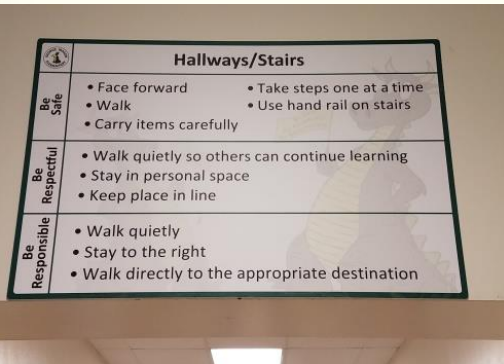 Hallways/Stairs
Be
Safe
• Face forward
• Walk
• Carry items carefully
• Take steps one at a time
• Use hand rail on stairs
Be
Respectful
• Walk quietly so others can continue learning
• Stay in personal space
• Keep place in line
Be
Responsible
• Walk quietly
• Stay to the right
• Walk directly to the appropriate destination